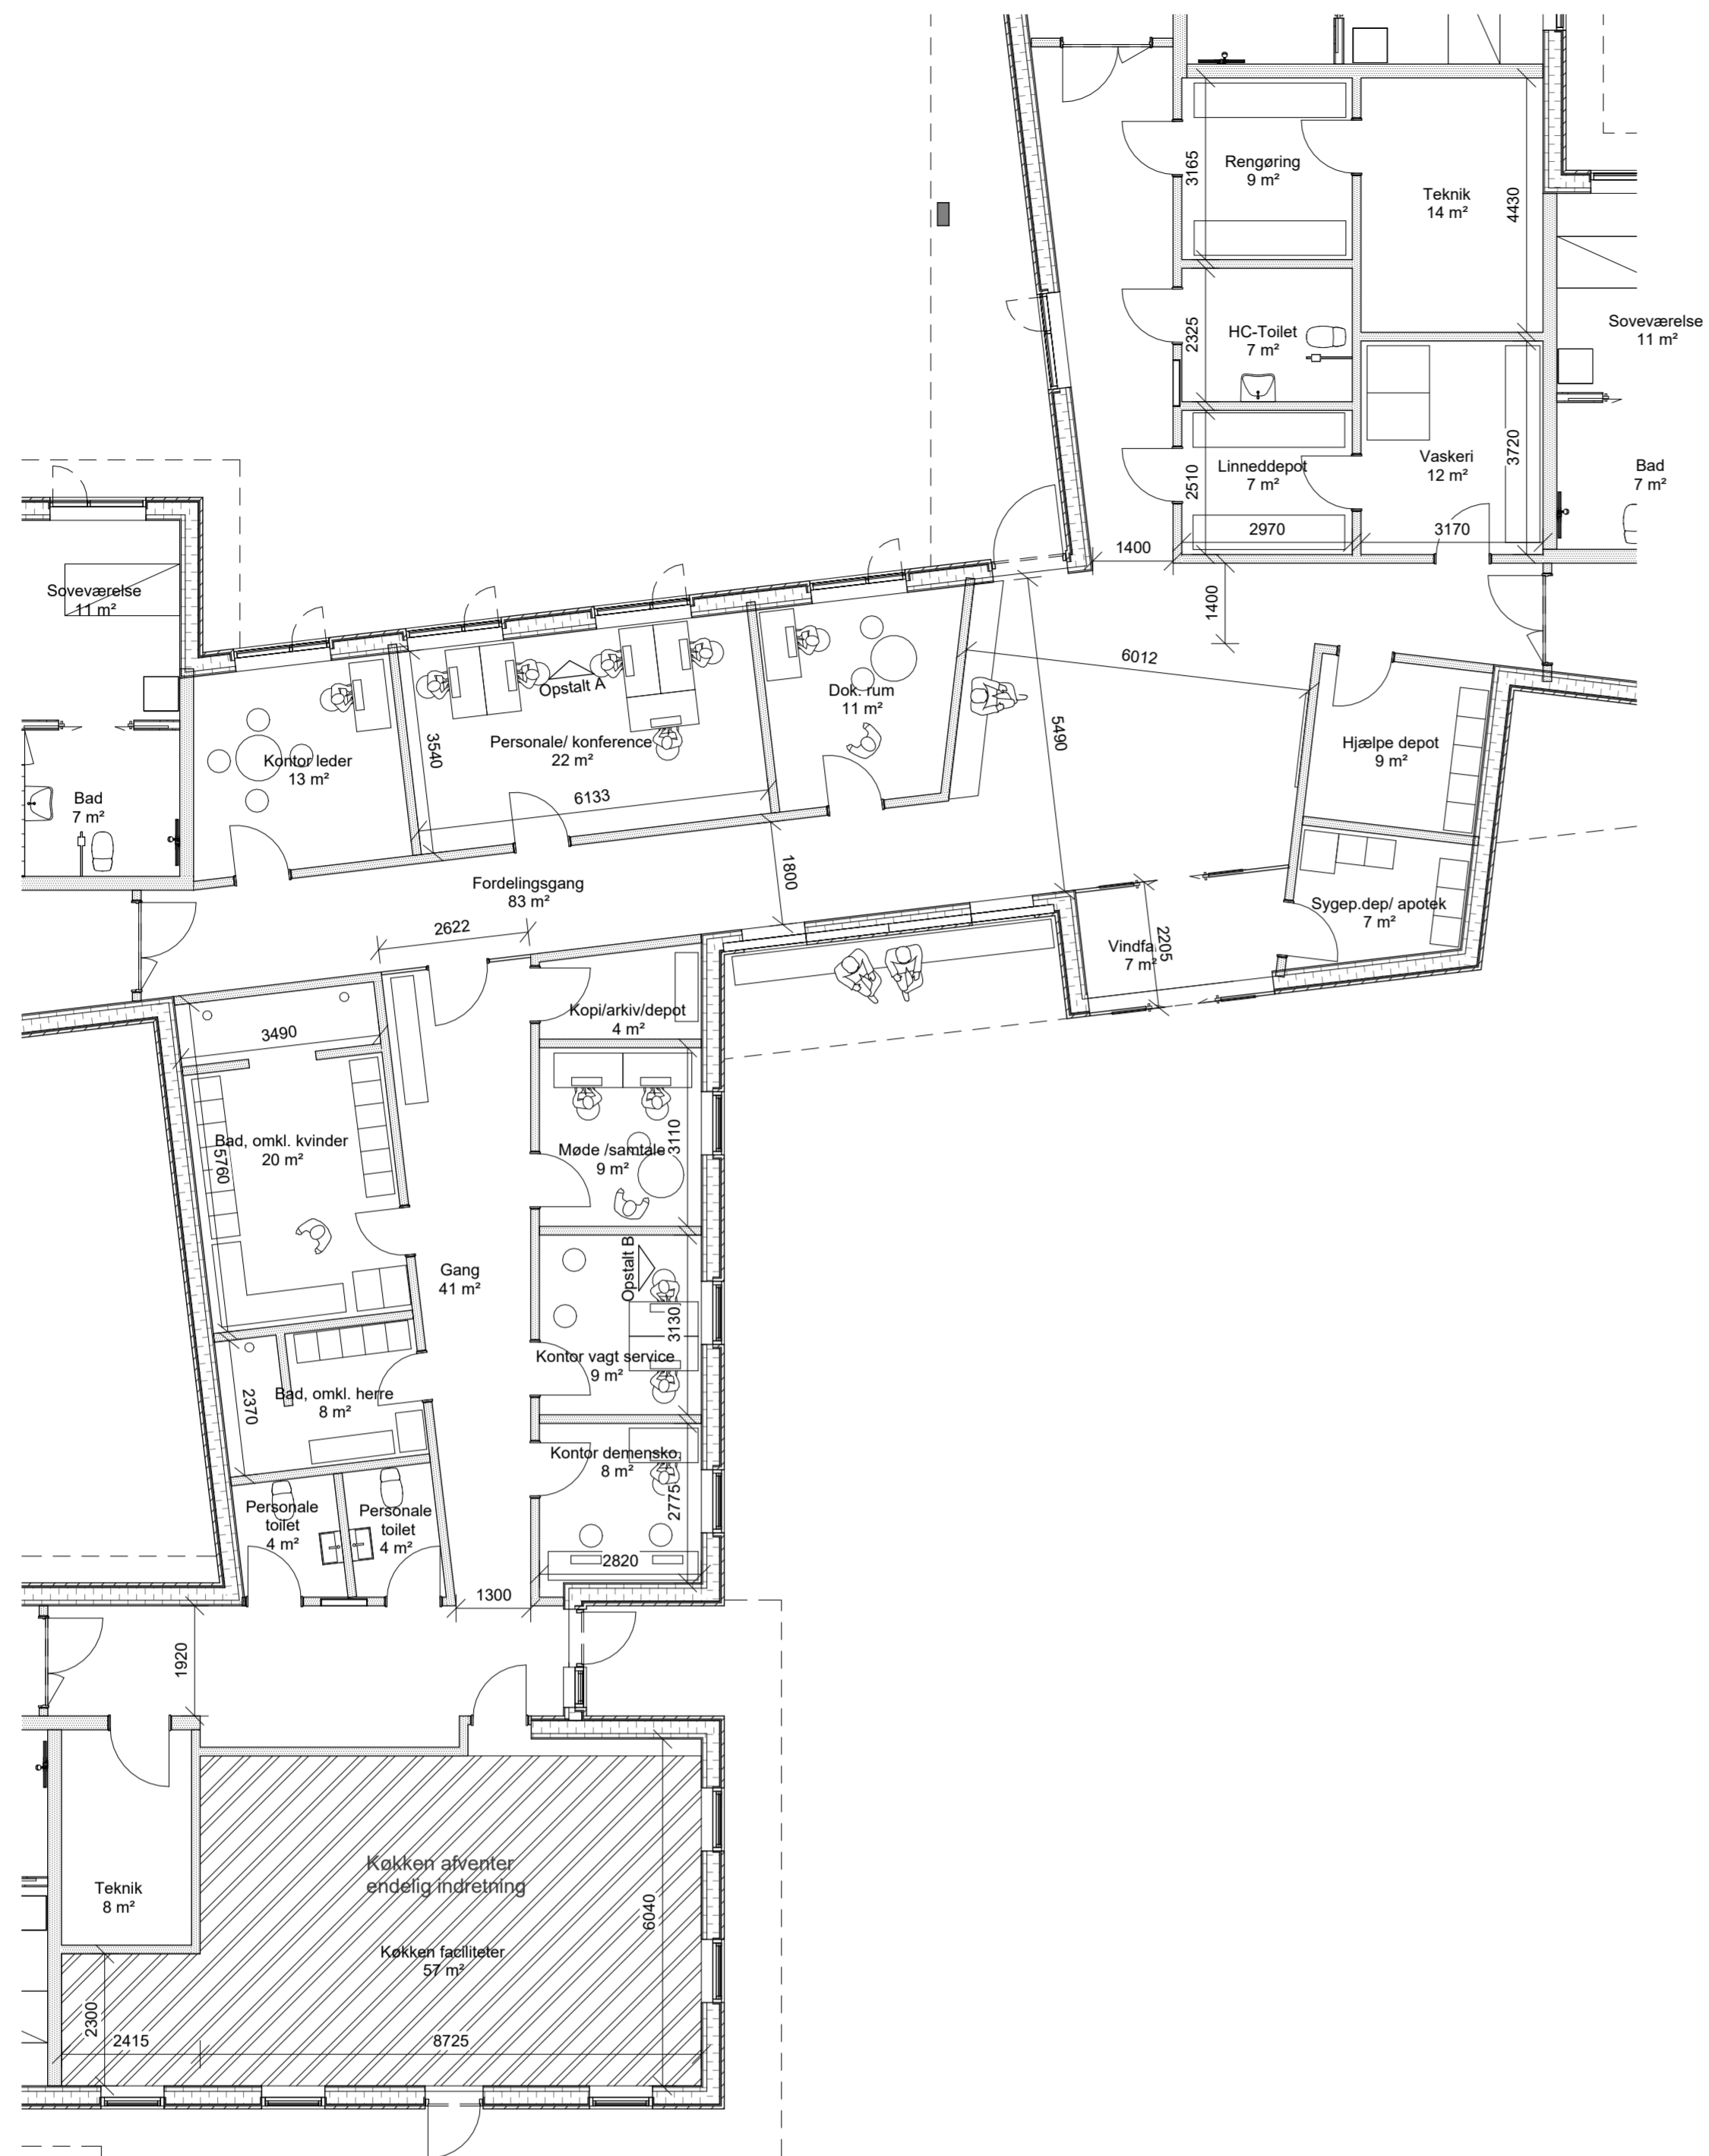 Rengøring
9 m²
3165
Teknik
14 m²
4430
HC-Toilet
7 m²
2325
Soveværelse
11 m²
Linneddepot
7 m²
2510
2970
Vaskeri
12 m²
3720
3170
Bad
7 m²
1400
1400
Soveværelse
11 m²
Bad
7 m²
Kontor leder
13 m²
Opstalt A
Personale/ konference
22 m²
3540
6133
Dok. rum
11 m²
6012
5490
Hjælpe depot
9 m²
Sygep.dep/ apotek
7 m²
Vindfa.
7 m²
2205
Fordelingsgang
83 m²
1800
2622
Kopi/arkiv/depot
4 m²
3490
Bad, omkl. kvinder
20 m²
5760
Møde /samtale
9 m²
3110
Gang
41 m²
Opstalt B
Kontor vagt service
9 m²
3130
Bad, omkl. herre
8 m²
2370
Kontor demensko.
8 m²
2775
2820
Personale
toilet
4 m²
Personale
toilet
4 m²
1300
1920
Teknik
8 m²
Køkken afventer
endelig indretning
Køkken faciliteter
57 m²
6040
2300
2415
8725